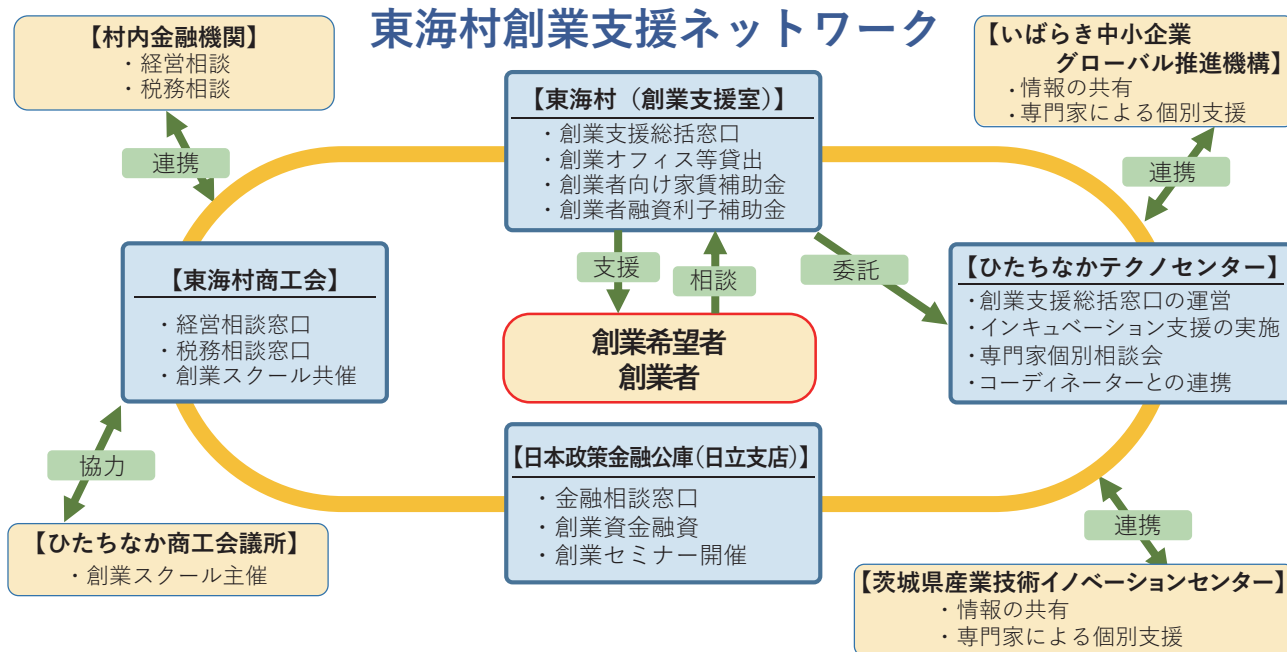 東海村創業支援ネットワーク
【村内金融機関】
・経営相談
・税務相談
連携
【東海村（創業支援室）】
・創業支援総括窓口
・創業オフィス等貸出
・創業者向け家賃補助金
・創業者融資利子補助金
【いばらき中小企業
グローバル推進機構】
・情報の共有
・専門家による個別支援
連携
支援
相談
委託
【東海村商工会】
・経営相談窓口
・税務相談窓口
・創業スクール共催
創業希望者
創業者
【ひたちなかテクノセンター】
・創業支援総括窓口の運営
・インキュベーション支援の実施
・専門家個別相談会
・コーディネーターとの連携
協力
【ひたちなか商工会議所】
・創業スクール主催
【日本政策金融公庫(日立支店)】
・金融相談窓口
・創業資金融資
・創業セミナー開催
連携
【茨城県産業技術イノベーションセンター】
・情報の共有
・専門家による個別支援